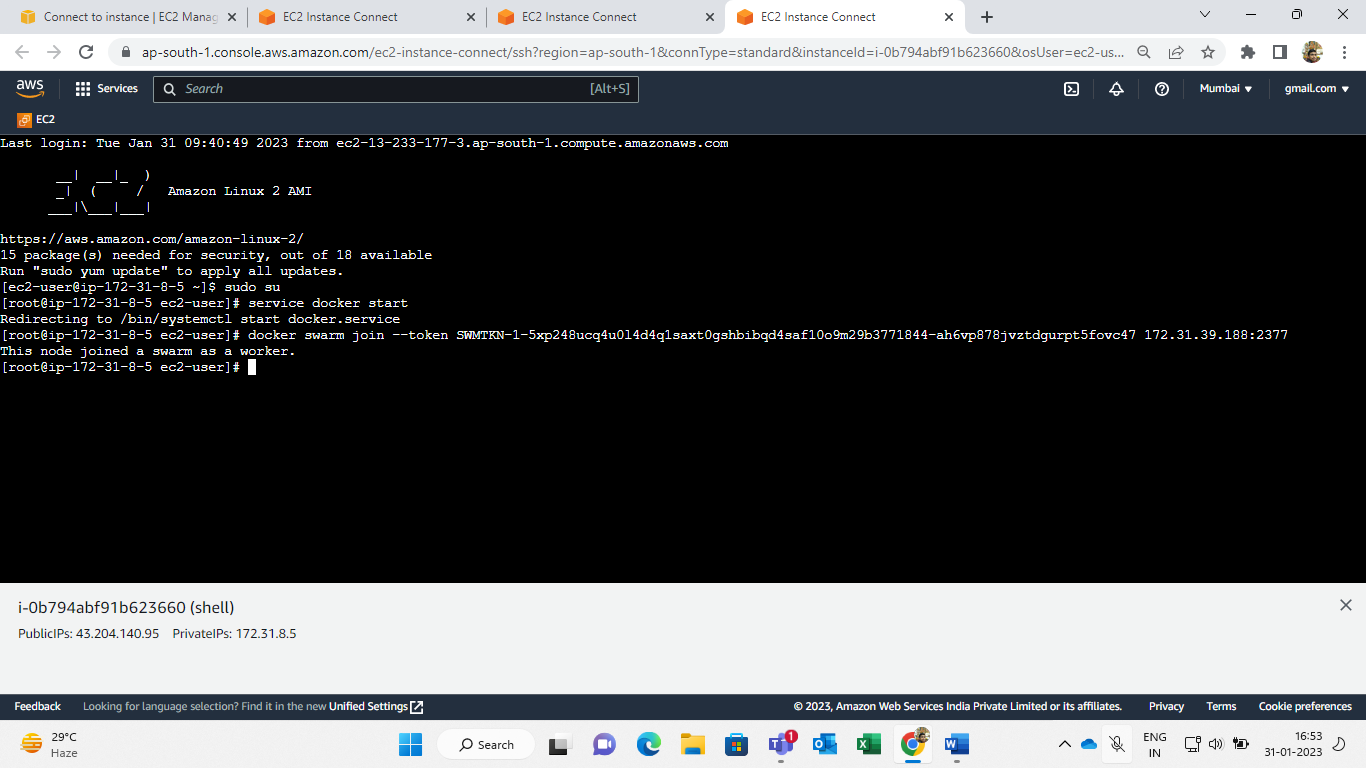 Connect to instance | EC2 Manag
EC2 Instance Connect
EC2 Instance Connect
EC2 Instance Connect
ap-south-1.console.aws.amazon.com/ec2-instance-connect/ssh?region=ap-south-1&connType=standard&instanceId=i-0b794abf91b623660&osUser=ec2-us...
aws
Services
Search
[Alt+S]
Mumbai
gmail.com
EC2
Last login: Tue Jan 31 09:40:49 2023 from ec2-13-233-177-3.ap-south-1.compute.amazonaws.com
       __|  __|_  )
       _|  (     /   Amazon Linux 2 AMI
      ___|\___|___|
https://aws.amazon.com/amazon-linux-2/
15 package(s) needed for security, out of 18 available
Run "sudo yum update" to apply all updates.
[ec2-user@ip-172-31-8-5 ~]$ sudo su
[root@ip-172-31-8-5 ec2-user]# service docker start
Redirecting to /bin/systemctl start docker.service
[root@ip-172-31-8-5 ec2-user]# docker swarm join --token SWMTKN-1-5xp248ucq4u0l4d4q1saxt0gshbibqd4saf10o9m29b3771844-ah6vp878jvztdgurpt5fovc47 172.31.39.188:2377
This node joined a swarm as a worker.
[root@ip-172-31-8-5 ec2-user]#
i-0b794abf91b623660 (shell)
PublicIPs: 43.204.140.95 PrivateIPs: 172.31.8.5
Feedback
Looking for language selection? Find it in the new Unified Settings
© 2023, Amazon Web Services India Private Limited or its affiliates.
Privacy
Terms
Cookie preferences
29°C
Haze
Search
1
ENG
IN
16:53
31-01-2023